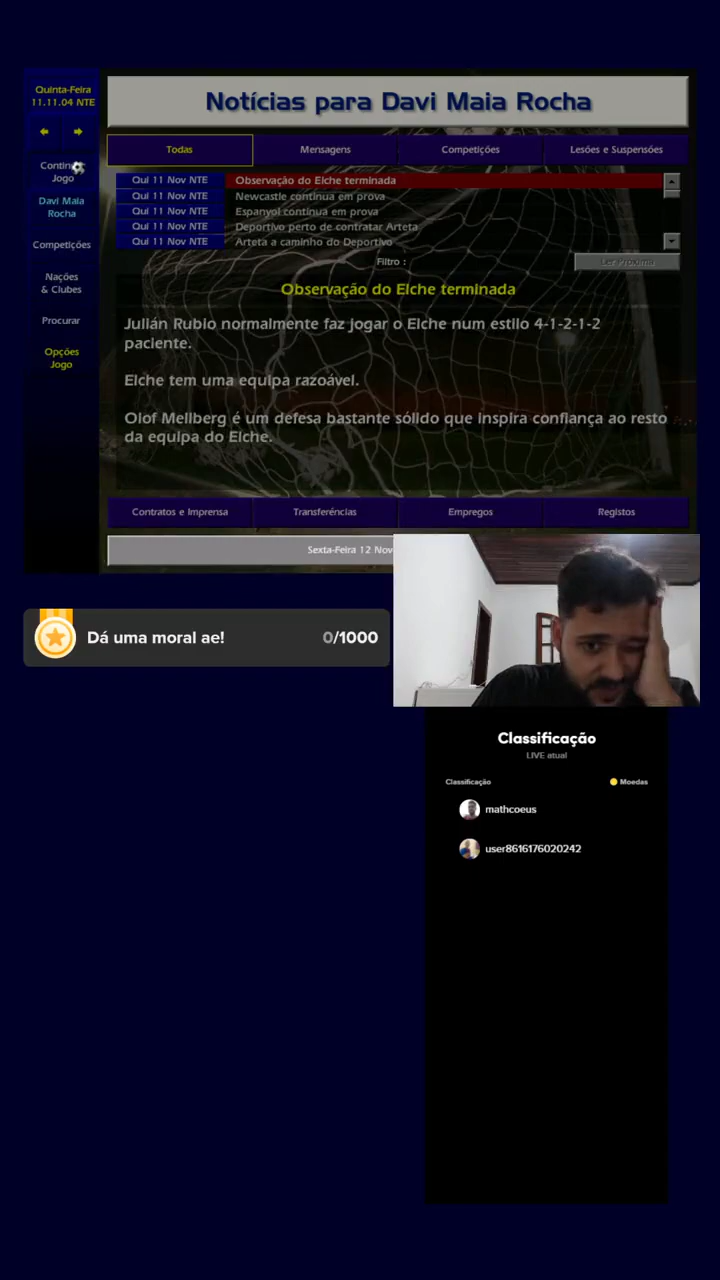 Quinta-Feira
11.11.04 NTE
Notícias para Davi Maia Rocha
Todas
Mensagens
Competições
Lesões e Suspensões
Jogo
Davi Maia
Rocha
Competições
Nações
& Clubes
Procurar
Opções
Jogo
Qui 11 Nov NTE Observação do Elche terminada
Qui 11 Nov NTE Newcastle continua em prova
Qui 11 Nov NTE Espanyol continua em prova
Qui 11 Nov NTE Deportivo perto de contratar Arteta
Qui 11 Nov NTE Arteta a caminho do Deportivo
Filtro :
Ler Próxima
Observação do Elche terminada
Julián Rubio normalmente faz jogar o Elche num estilo 4-1-2-1-2
paciente.
Elche tem uma equipa razoável.
Olof Mellberg é um defesa bastante sólido que inspira confiança ao resto
da equipa do Elche.
Contratos e Imprensa
Transferências
Empregos
Registos
Sexta-Feira 12 Nov
Dá uma moral ae!
0/1000
Classificação
LIVE atual
Classificação
Moedas
mathcoeus
user8616176020242